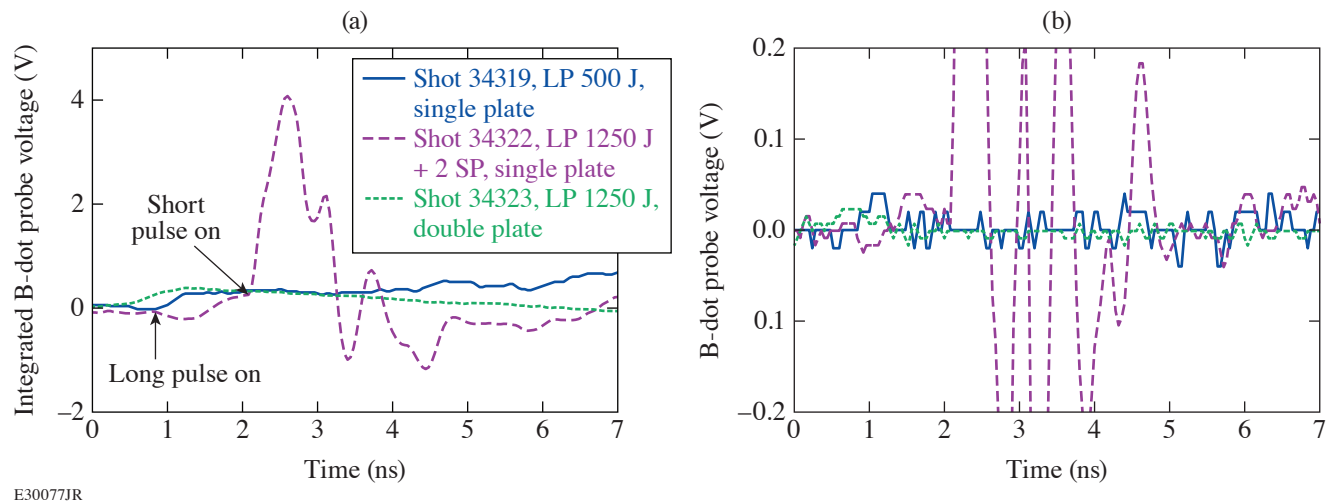 (a)
Integrated B-dot probe voltage (V)
4
2
0
–2
Shot 34319, LP 500 J,
single plate
Shot 34322, LP 1250 J
+ 2 SP, single plate
Shot 34323, LP 1250 J,
double plate
Short
pulse on
Long pulse on
0 1 2 3 4 5 6 7
Time (ns)
(b)
B-dot probe voltage (V)
0.2
0.1
0.0
0.1
–0.2
0 1 2 3 4 5 6 7
Time (ns)
E30077JR